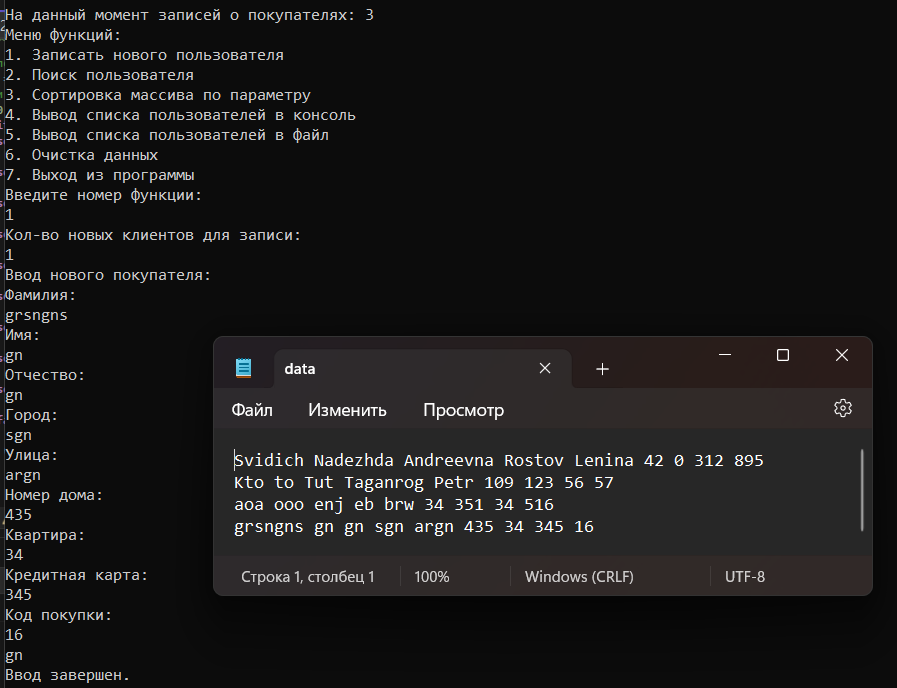 На данный момент записей о покупателях: 3
Меню функций:
1. Записать нового пользователя
2. Поиск пользователя
3. Сортировка массива по параметру
4. Вывод списка пользователей в консоль
5. Вывод списка пользователей в файл
6. Очистка данных
7. Выход из программы
Введите номер функции:
1
Кол-во новых клиентов для записи:
1
Ввод нового покупателя:
Фамилия:
grsngns
Имя:
gn
Отчество:
gn
Город:
sgn
Улица:
argn
Номер дома:
435
Квартира:
34
Кредитная карта:
345
Код покупки:
16
gn
Ввод завершен.
data
Файл Изменить Просмотр
Svidich Nadezhda Andreevna Rostov Lenina 42 0 312 895
Kto to Tut Taganrog Petr 109 123 56 57
aoa ooo enj eb brw 34 351 34 516
grsngns gn gn sgn argn 435 34 345 16
Строка 1, столбец 1 100% Windows (CRLF) UTF-8